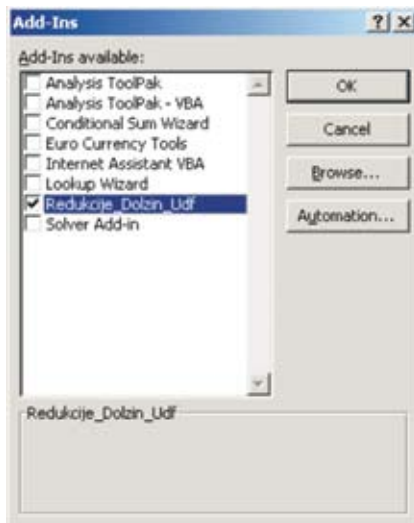 Add-Ins
Add-Ins available:
Analysis ToolPak
Analysis ToolPak - VBA
Conditional Sum Wizard
Euro Currency Tools
Internet Assistant VBA
Lookup Wizard
Redukcije_Dolzin_Udf
Solver Add-in
OK
Cancel
Browse...
Automation...
Redukcije_Dolzin_Udf